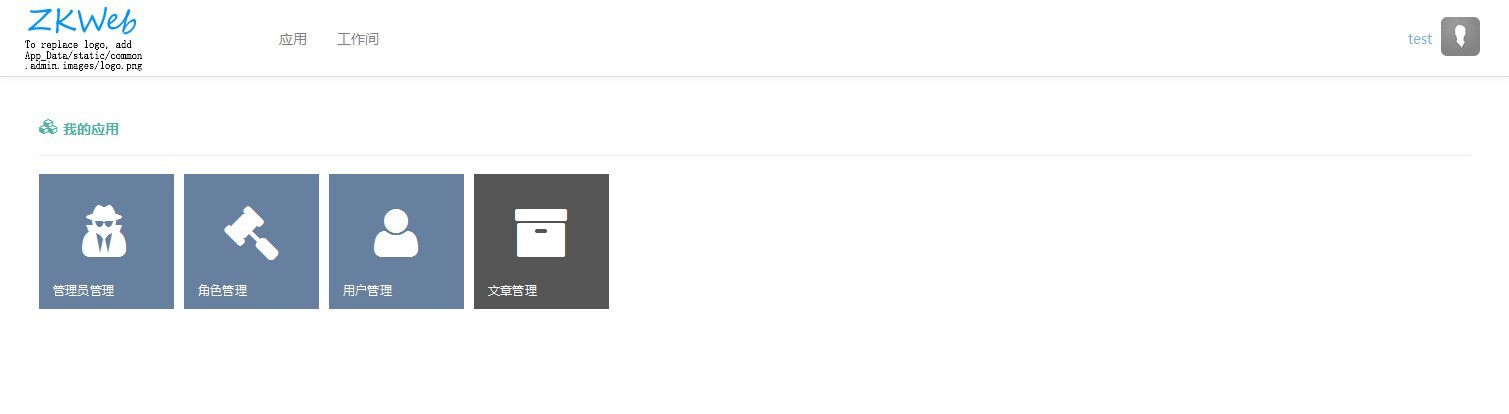 ZKWeb
To replace logo, add
App_Data/static/common
.admin.images/logo.png
应用 工作间
test
我的应用
管理员管理 角色管理 用户管理 文章管理